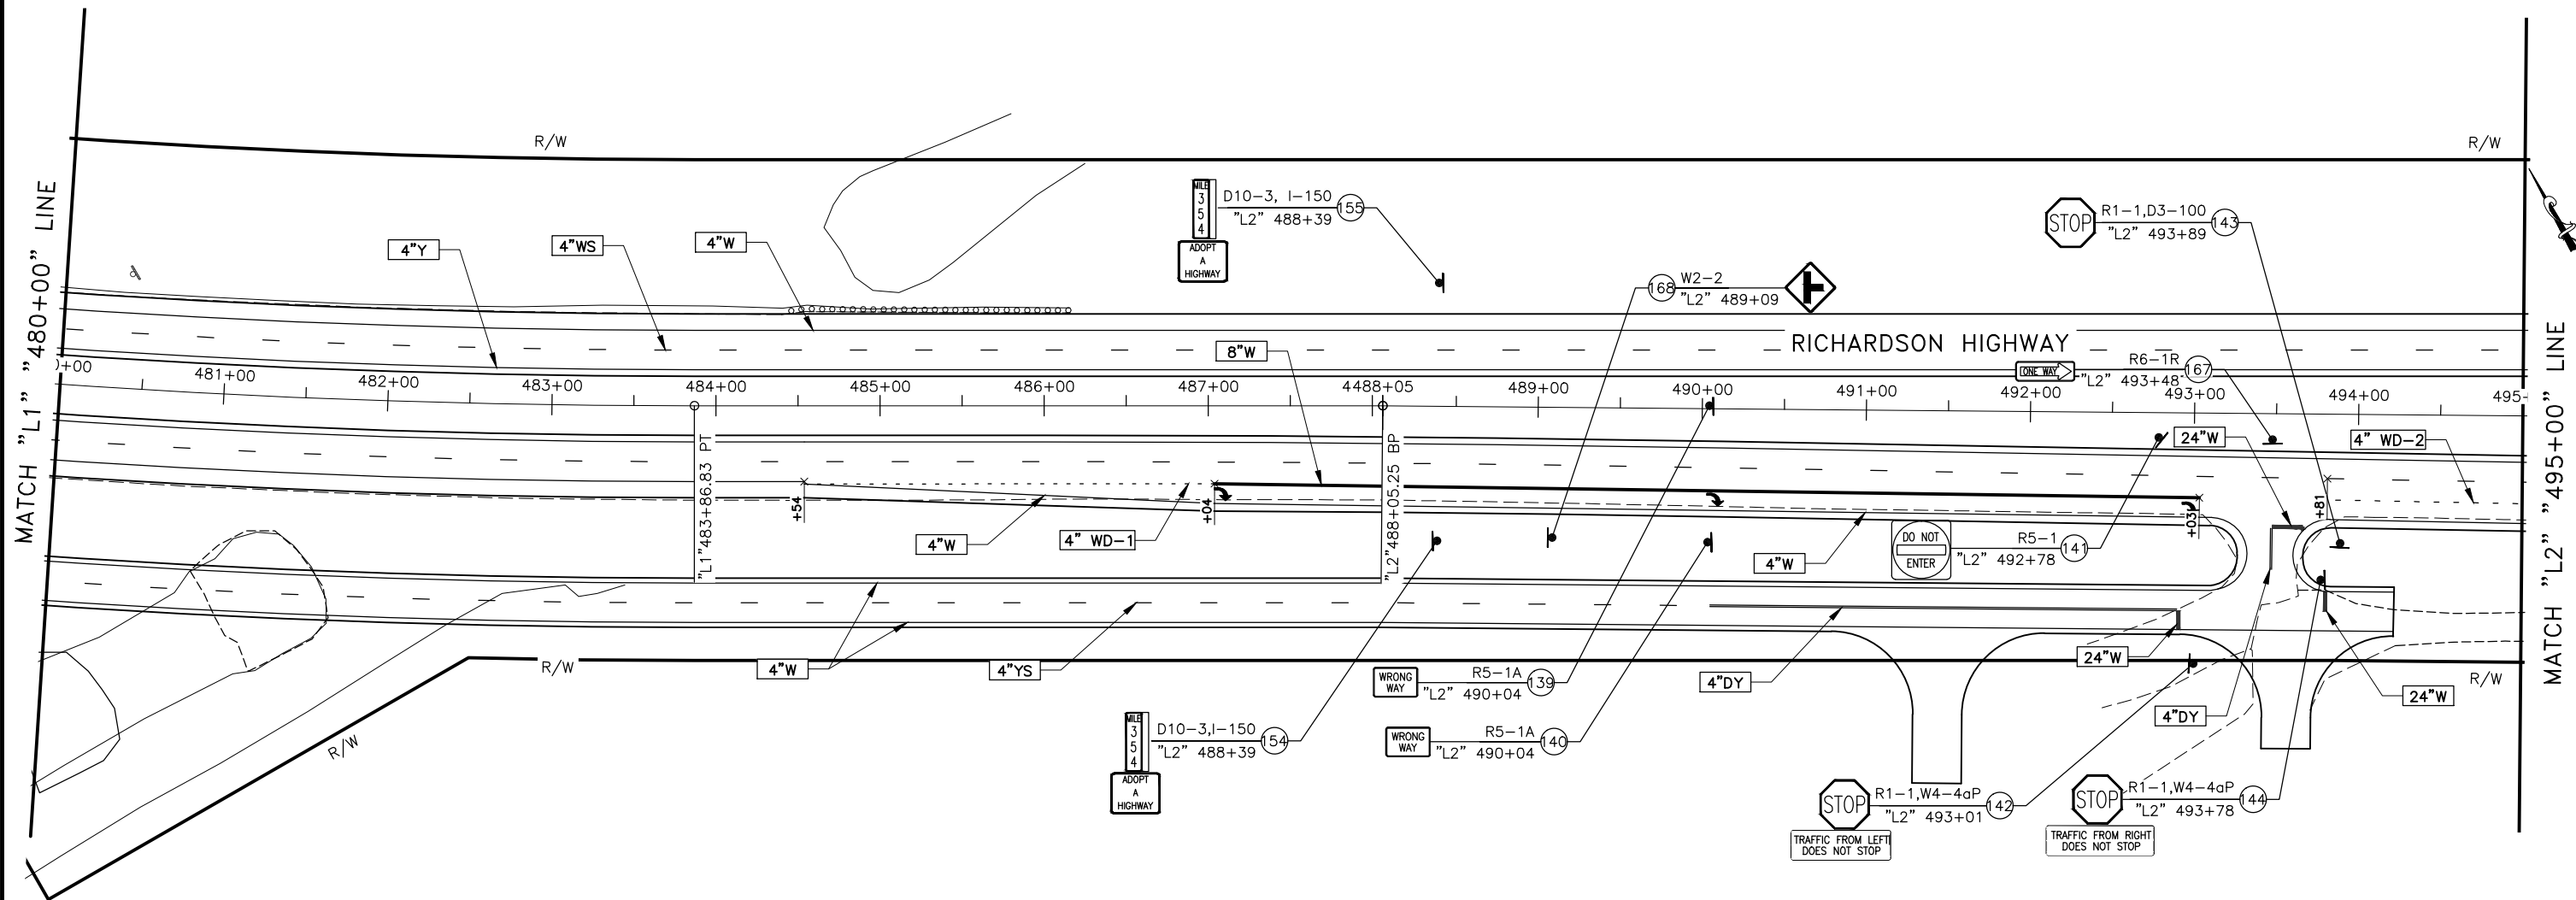 MATCH "L1" "480+00" LINE
R/W
R/W
4"Y
4"WS
4"W
MILE
3
5
4
ADOPT
A
HIGHWAY
D10-3, I-150
"L2" 488+39
155
STOP
R1-1,D3-100
"L2" 493+89
143
168
W2-2
"L2" 489+09
8"W
RICHARDSON HIGHWAY
ONE WAY
R6-1R
"L2" 493+48
167
0+00
481+00
482+00
483+00
484+00
485+00
486+00
487+00
4488+05
489+00
490+00
491+00
492+00
493+00
494+00
495-
"L1"483+86.83 PT
"L2"488+05.25 BP
24"W
4" WD-2
+54
+04
+03
+81
4"W
4" WD-1
4"W
DO NOT
ENTER
R5-1
"L2" 492+78
141
R/W
4"W
4"YS
WRONG
WAY
R5-1A
"L2" 490+04
139
4"DY
24"W
R/W
24"W
4"DY
R/W
MILE
3
5
4
ADOPT
A
HIGHWAY
D10-3,I-150
"L2" 488+39
154
WRONG
WAY
R5-1A
"L2" 490+04
140
STOP
R1-1,W4-4aP
"L2" 493+01
142
TRAFFIC FROM LEFT
DOES NOT STOP
STOP
R1-1,W4-4aP
"L2" 493+78
144
TRAFFIC FROM RIGHT
DOES NOT STOP
MATCH "L2" "495+00" LINE